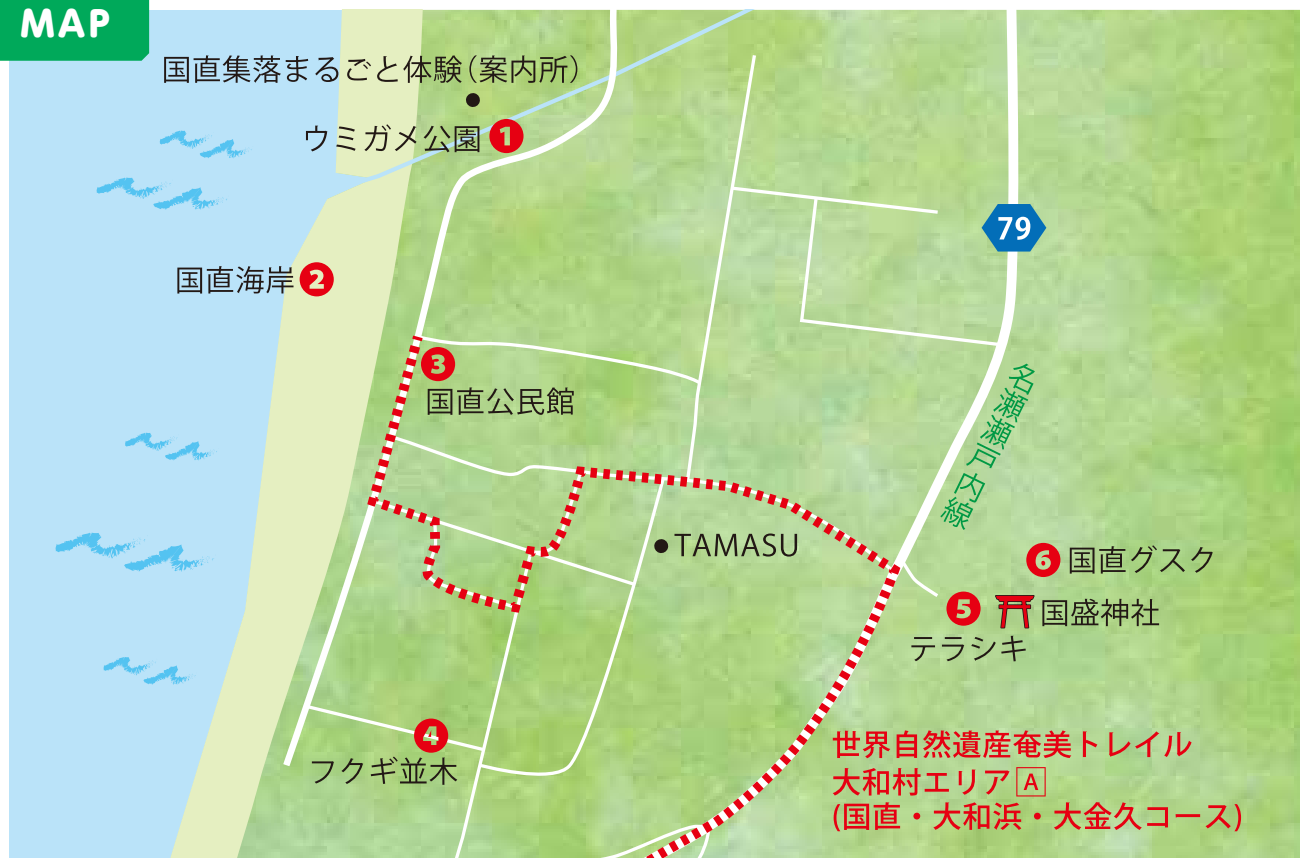 MAP
国直集落まるごと体験（案内所）
ウミガメ公園 1
79
国直海岸 2
3
国直公民館
名瀬瀬戸内線
TAMASU
6 国直グスク
5 国盛神社
テラシキ
4
フクギ並木
世界自然遺産奄美トレイル
大和村エリア A
(国直・大和浜・大金久コース)